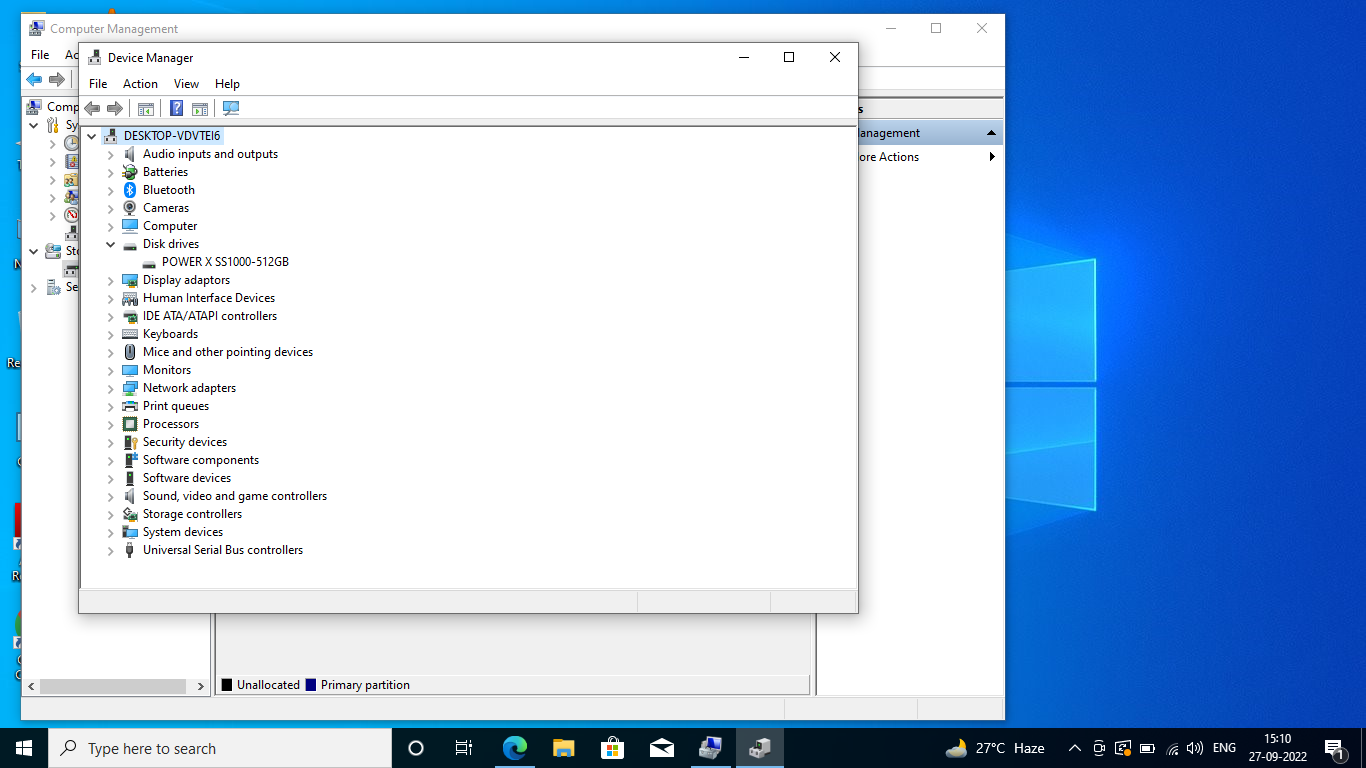 Computer Management
File
Device Manager
File Action View Help
Comp
DESKTOP-VDVTEI6
Audio inputs and outputs
Batteries
Bluetooth
Cameras
Computer
Disk drives
POWER X SS1000-512GB
Display adaptors
Human Interface Devices
IDE ATA/ATAPI controllers
Keyboards
Mice and other pointing devices
Monitors
Network adapters
Print queues
Processors
Security devices
Software components
Software devices
Sound, video and game controllers
Storage controllers
System devices
Universal Serial Bus controllers
Sy
Se
anagement
ore Actions
Unallocated Primary partition
Type here to search
27°C Haze
ENG
15:10
27-09-2022
1